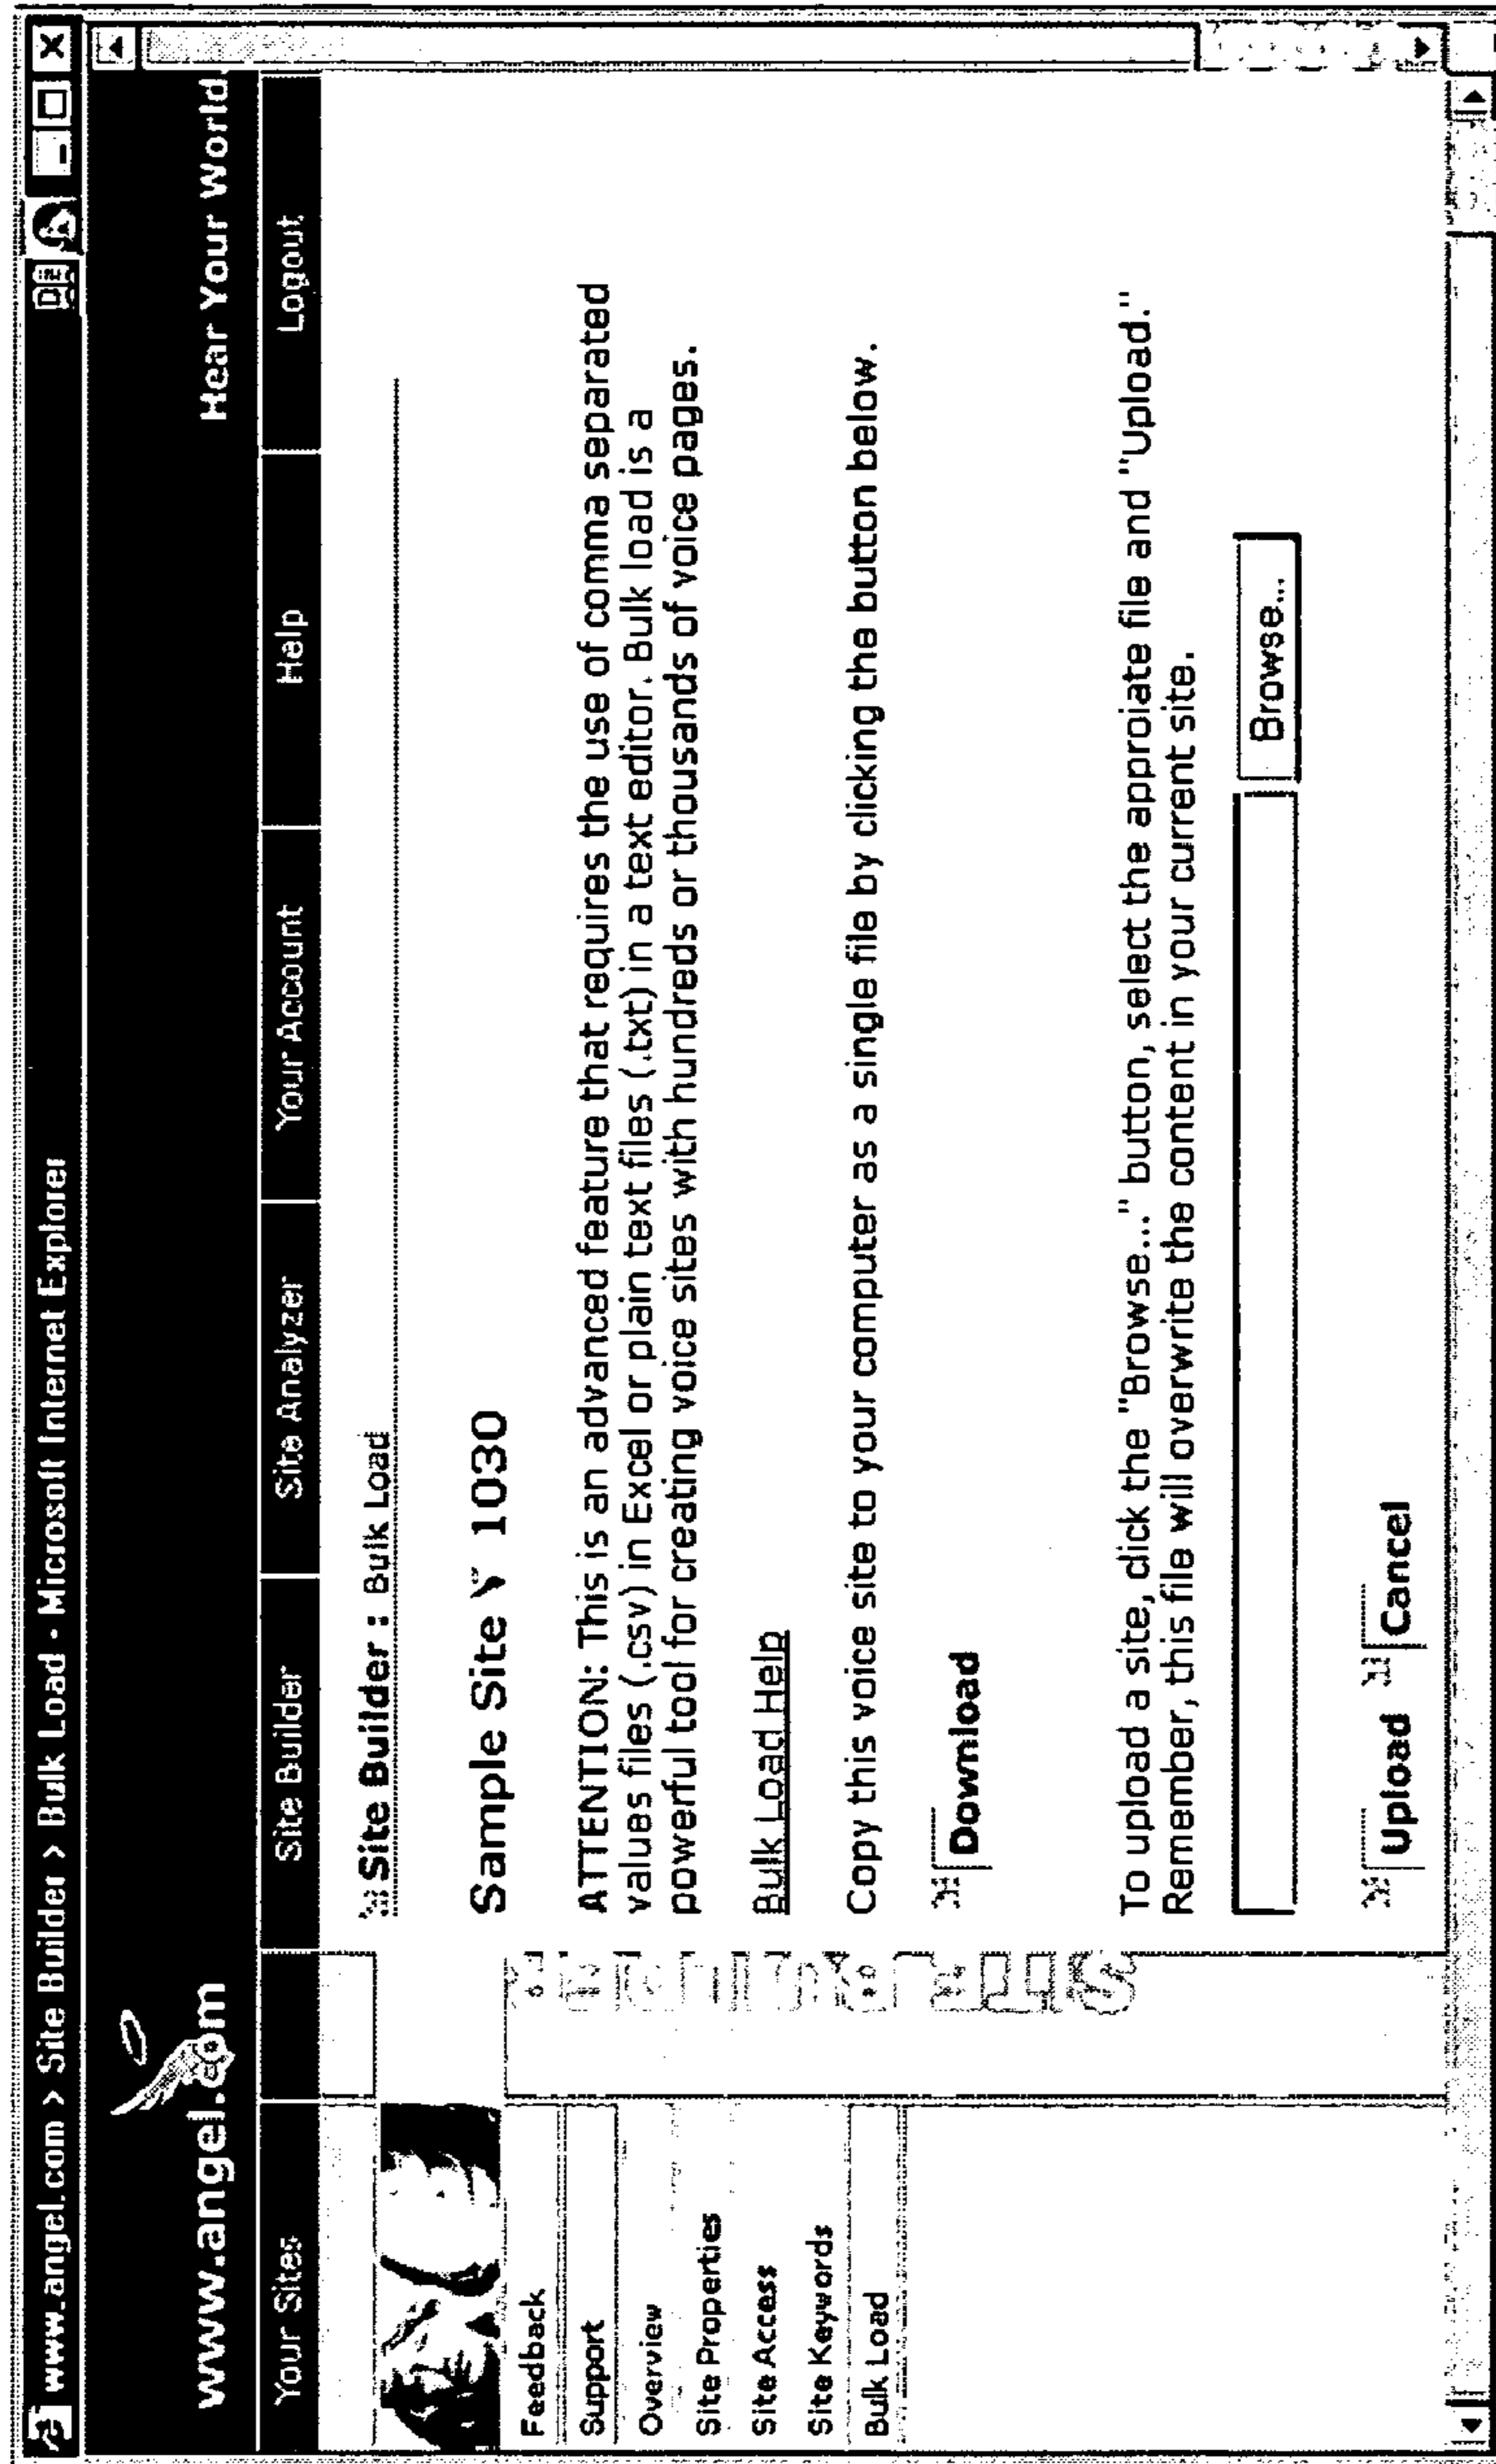 www.angel.com > Site Builder > Bulk Load - Microsoft Internet Explorer
www.angel.com
Hear Your World
Your Sites
Site Builder
Site Analyzer
Your Account
Help
Logout
Feedback
Support
Overview
Site Properties
Site Access
Site Keywords
Bulk Load
SITE BUILDER
Site Builder : Bulk Load
Sample Site Y 1030
ATTENTION: This is an advanced feature that requires the use of comma separated
values files (.csv) in Excel or plain text files (.txt) in a text editor. Bulk load is a
powerful tool for creating voice sites with hundreds or thousands of voice pages.
Bulk Load Help
Copy this voice site to your computer as a single file by clicking the button below.
Download
To upload a site, click the "Browse..." button, select the approiate file and "Upload."
Remember, this file will overwrite the content in your current site.
Browse...
Upload
Cancel